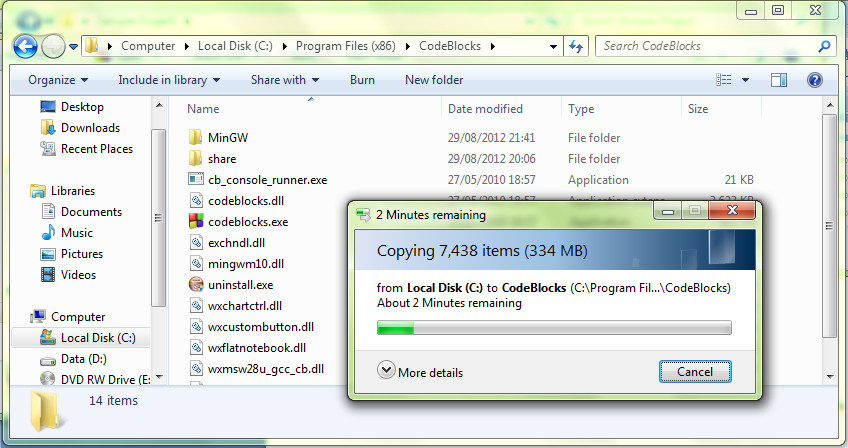 Computer Local Disk (C:) Program Files (x86) CodeBlocks Search CodeBlocks
Organize Include in library Share with Burn New folder
Desktop
Downloads
Recent Places
Libraries
Documents
Music
Pictures
Videos
Computer
Local Disk (C:)
Data (D:)
DVD RW Drive (E:
Name Date modified Type Size
MinGW 29/08/2012 21:41 File folder
share 29/08/2012 20:06 File folder
cb_console_runner.exe 27/05/2010 18:57 Application 21 KB
codeblocks.dll 27/05/2010 18:57
codeblocks.exe
exchndl.dll
mingwm10.dll
uninstall.exe
wxchartctrl.dll
wxcustombutton.dll
wxflatnotebook.dll
wxmsw28u_gcc_cb.dll
14 items
2 Minutes remaining
Copying 7,438 items (334 MB)
from Local Disk (C:) to CodeBlocks (C:\Program Fil...\CodeBlocks)
About 2 Minutes remaining
More details
Cancel